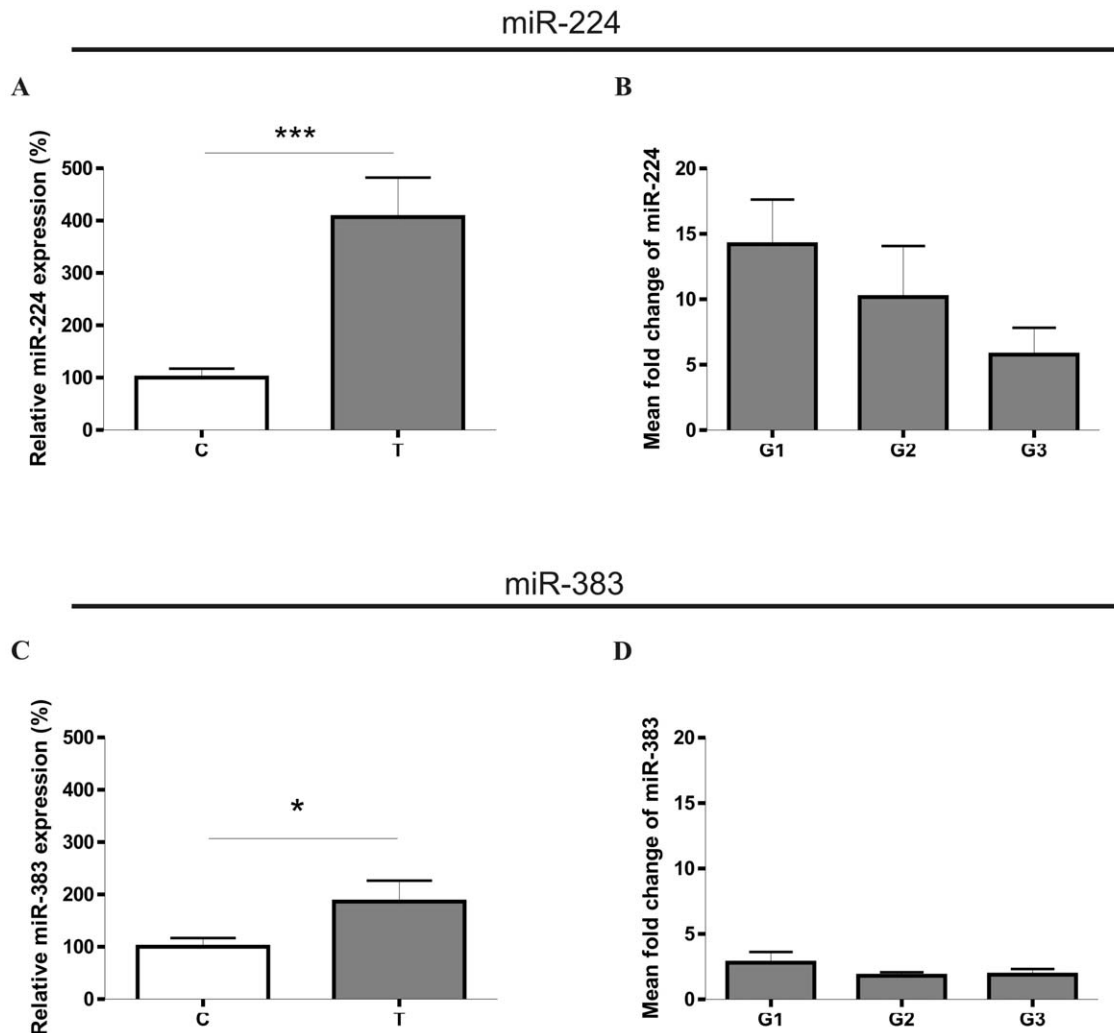 miR-224
A
Relative miR-224 expression (%)
500
400
300
200
100
0
***
C
T
B
Mean fold change of miR-224
20
15
10
5
0
G1
G2
G3
miR-383
C
Relative miR-383 expression (%)
500
400
300
200
100
0
*
C
T
D
Mean fold change of miR-383
20
15
10
5
0
G1
G2
G3